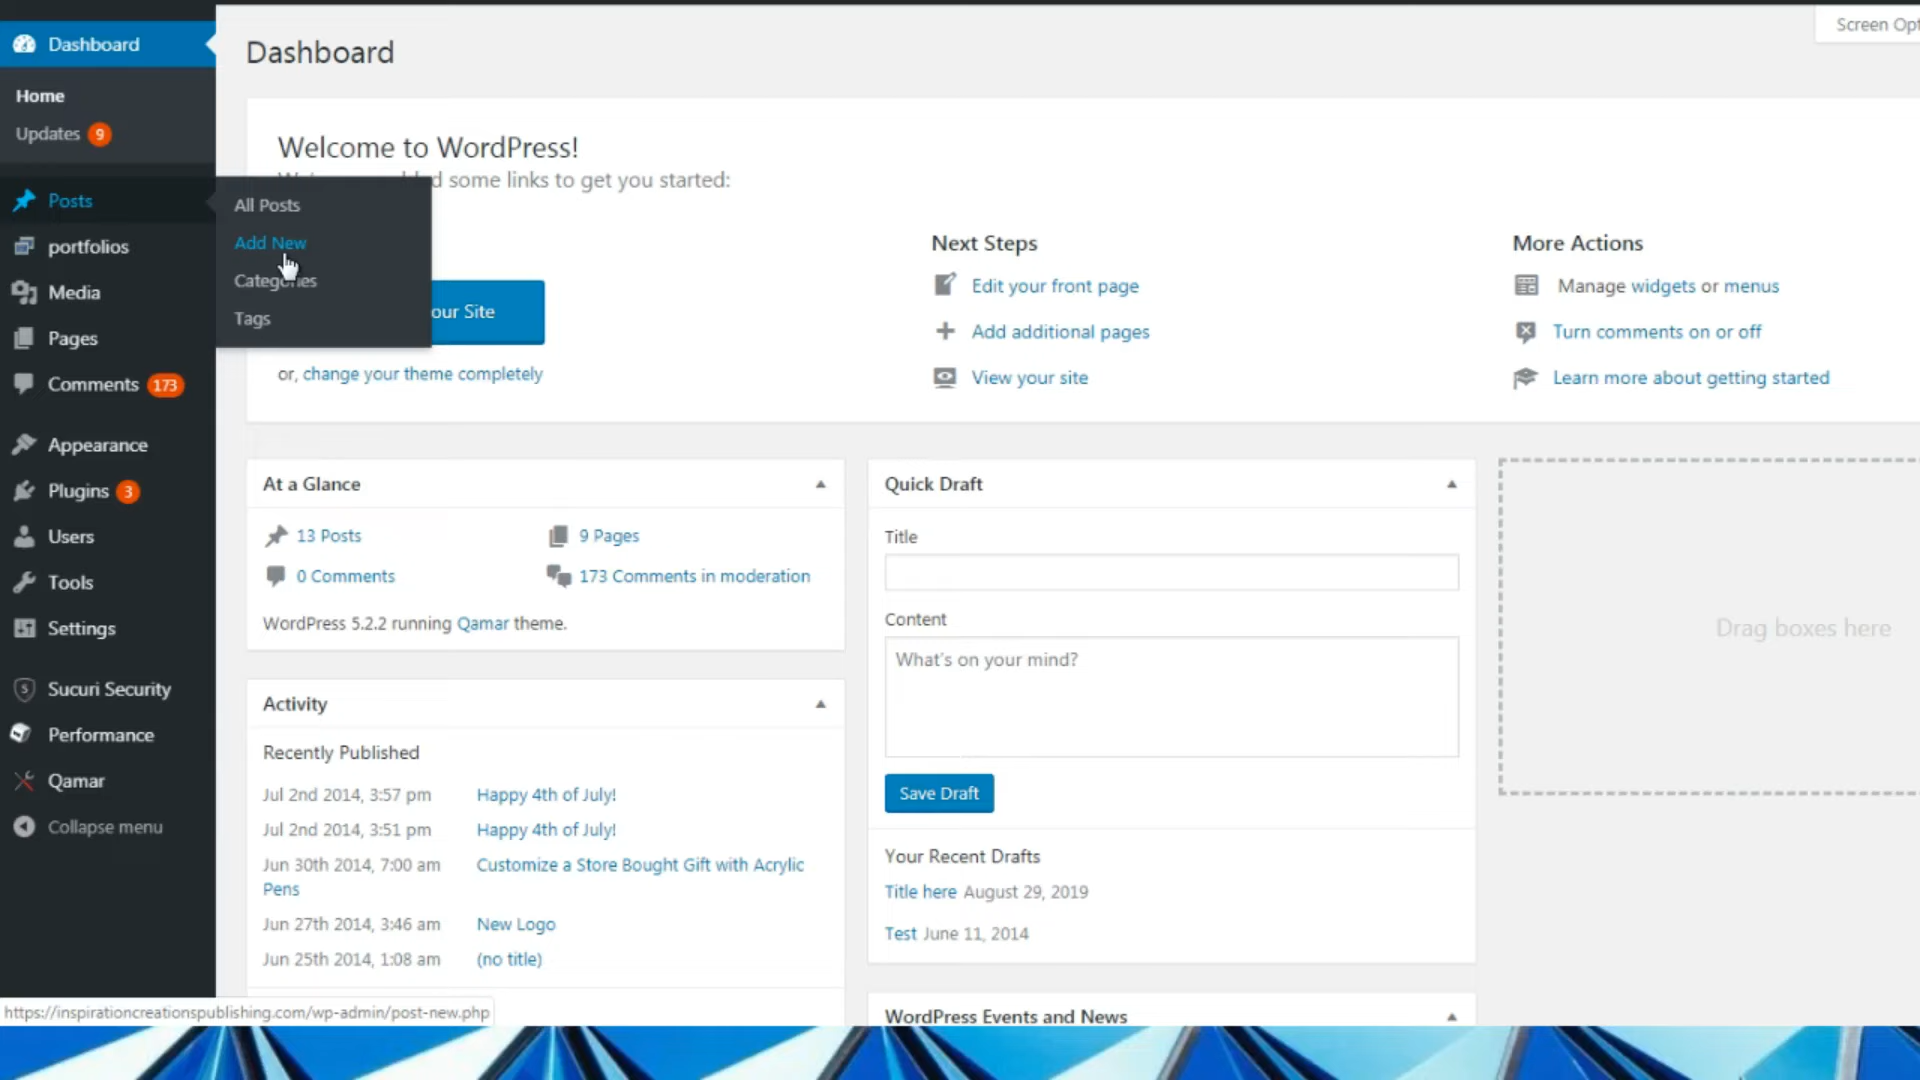 Dashboard
Home
Updates 9
Posts
portfolios
Media
Pages
Comments 173
Appearance
Plugins 3
Users
Tools
Settings
Sucuri Security
Performance
Qamar
Collapse menu
All Posts
Add New
Categories
Tags
Screen Opt
Dashboard
Welcome to WordPress!
some links to get you started:
our Site
or, change your theme completely
Next Steps
Edit your front page
Add additional pages
View your site
More Actions
Manage widgets or menus
Turn comments on or off
Learn more about getting started
At a Glance
13 Posts
9 Pages
0 Comments
173 Comments in moderation
WordPress 5.2.2 running Qamar theme.
Activity
Recently Published
Jul 2nd 2014, 3:57 pm Happy 4th of July!
Jul 2nd 2014, 3:51 pm Happy 4th of July!
Jun 30th 2014, 7:00 am Customize a Store Bought Gift with Acrylic
Pens
Jun 27th 2014, 3:46 am New Logo
Jun 25th 2014, 1:08 am (no title)
Quick Draft
Title
Content
What's on your mind?
Save Draft
Your Recent Drafts
Title here August 29, 2019
Test June 11, 2014
WordPress Events and News
Drag boxes here
https://inspirationcreationspublishing.com/wp-admin/post-new.php